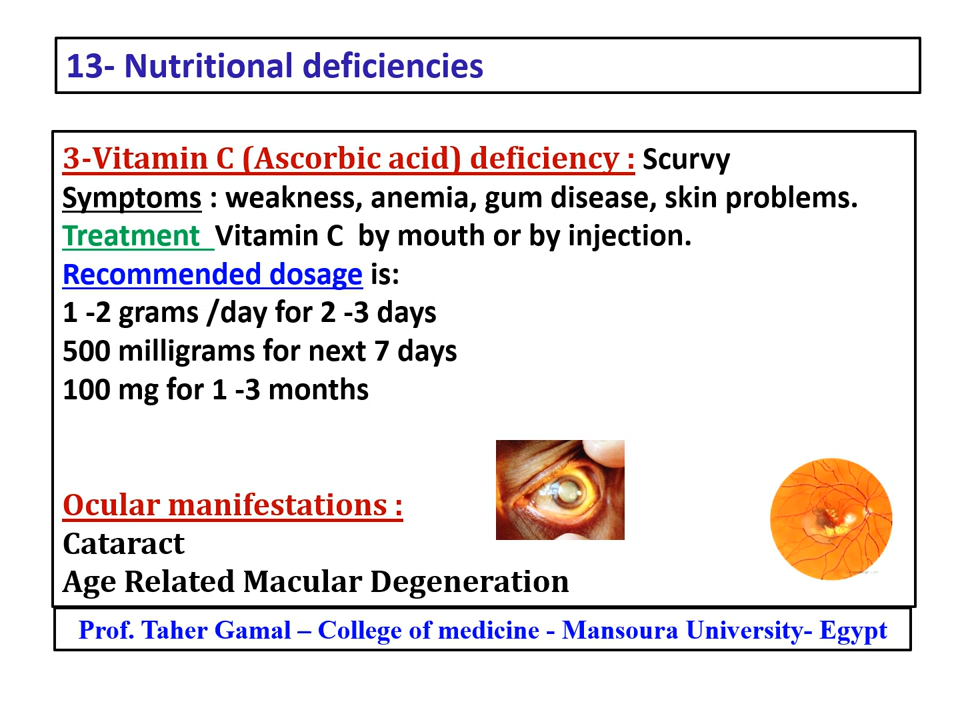 13- Nutritional deficiencies
3-Vitamin C (Ascorbic acid) deficiency : Scurvy
Symptoms : weakness, anemia, gum disease, skin problems.
Treatment Vitamin C by mouth or by injection.
Recommended dosage is:
1 -2 grams /day for 2 -3 days
500 milligrams for next 7 days
100 mg for 1 -3 months
Ocular manifestations :
Cataract
Age Related Macular Degeneration
Prof. Taher Gamal – College of medicine - Mansoura University- Egypt